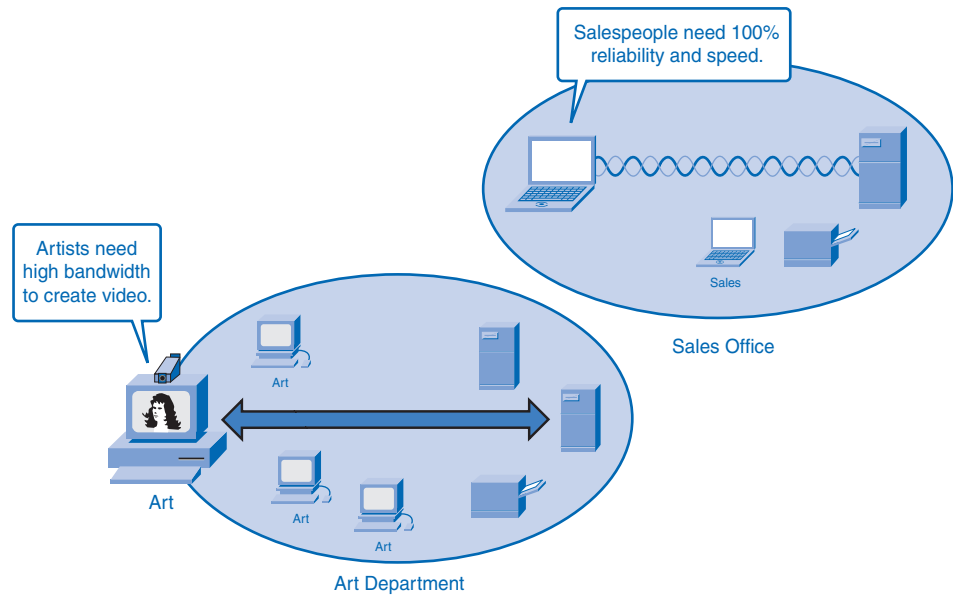 Salespeople need 100%
reliability and speed.
Sales
Sales Office
Artists need
high bandwidth
to create video.
Art
Art
Art
Art
Art Department